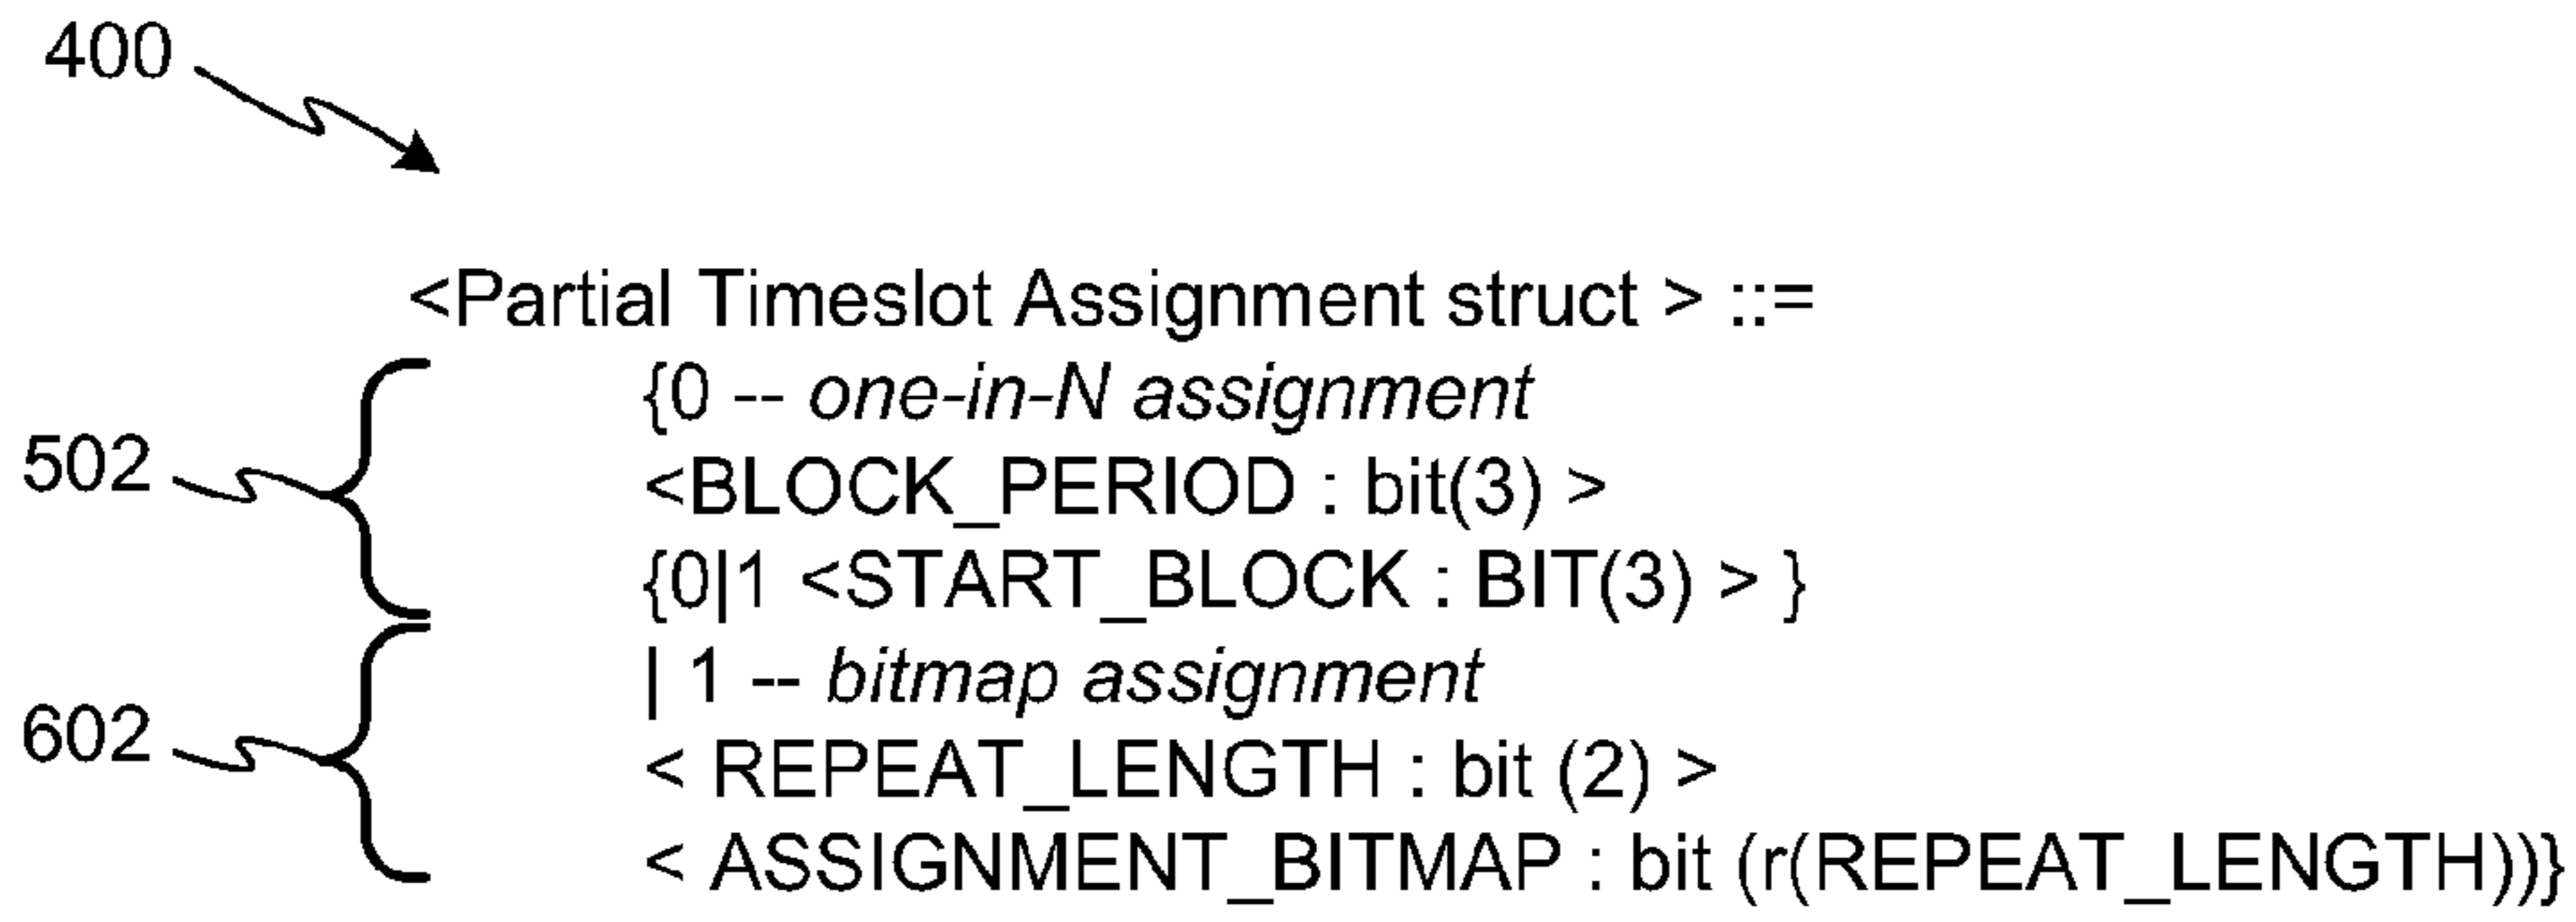 400
<Partial Timeslot Assignment struct > ::=
{0 -- one-in-N assignment
502 <BLOCK_PERIOD : bit(3) >
{0|1 <START_BLOCK : BIT(3) > }
| 1 -- bitmap assignment
602 < REPEAT_LENGTH : bit (2) >
< ASSIGNMENT_BITMAP : bit (r(REPEAT_LENGTH))}